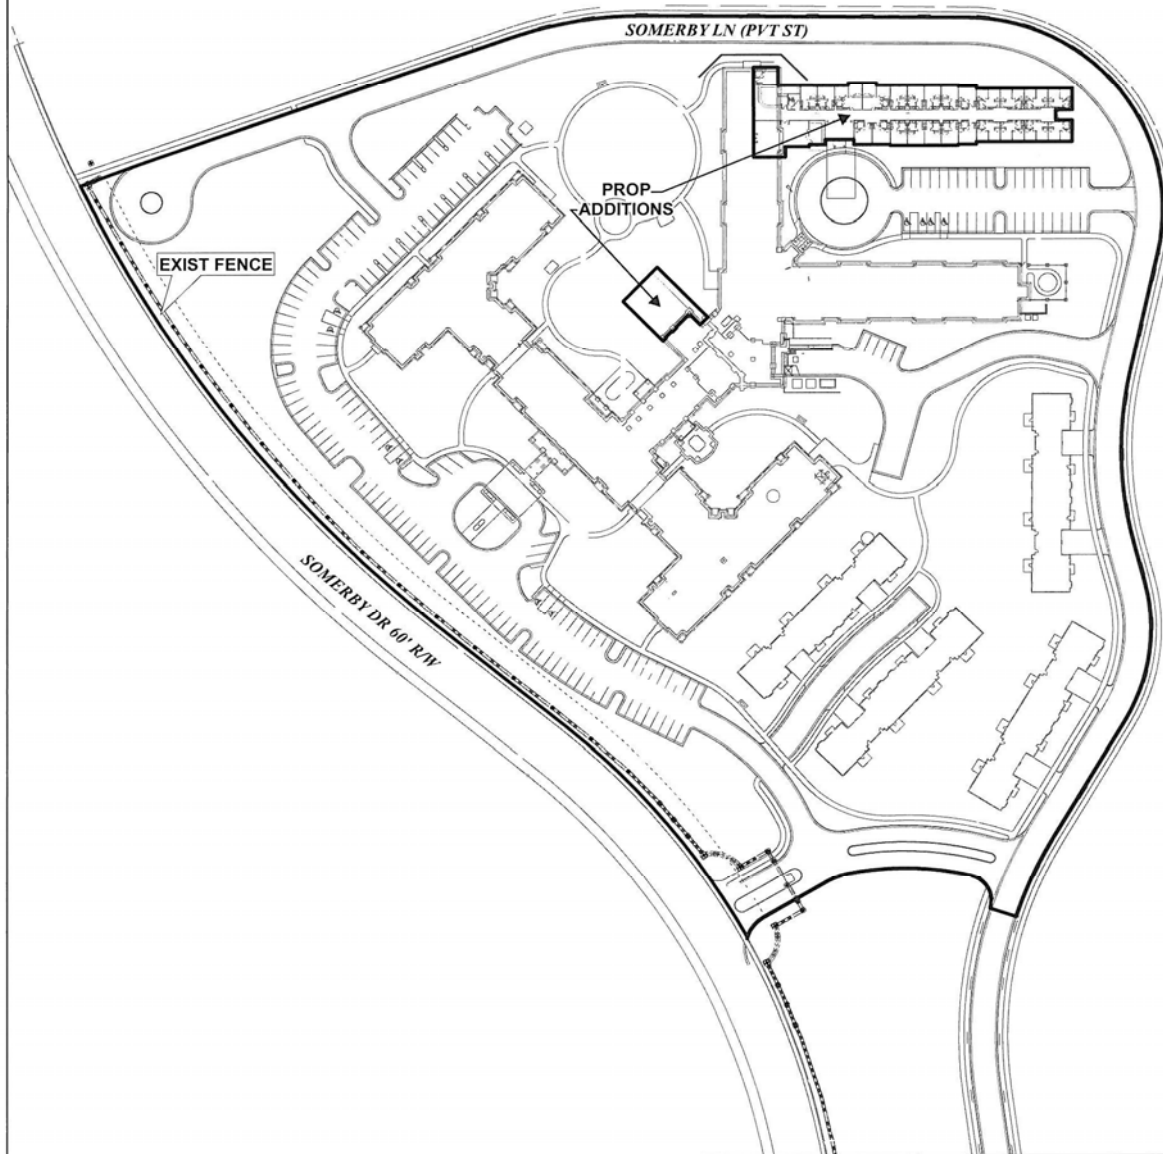 SOMERBY LN (PVT ST)
PROP
ADDITIONS
EXIST FENCE
SOMERBY DR 60' R/W